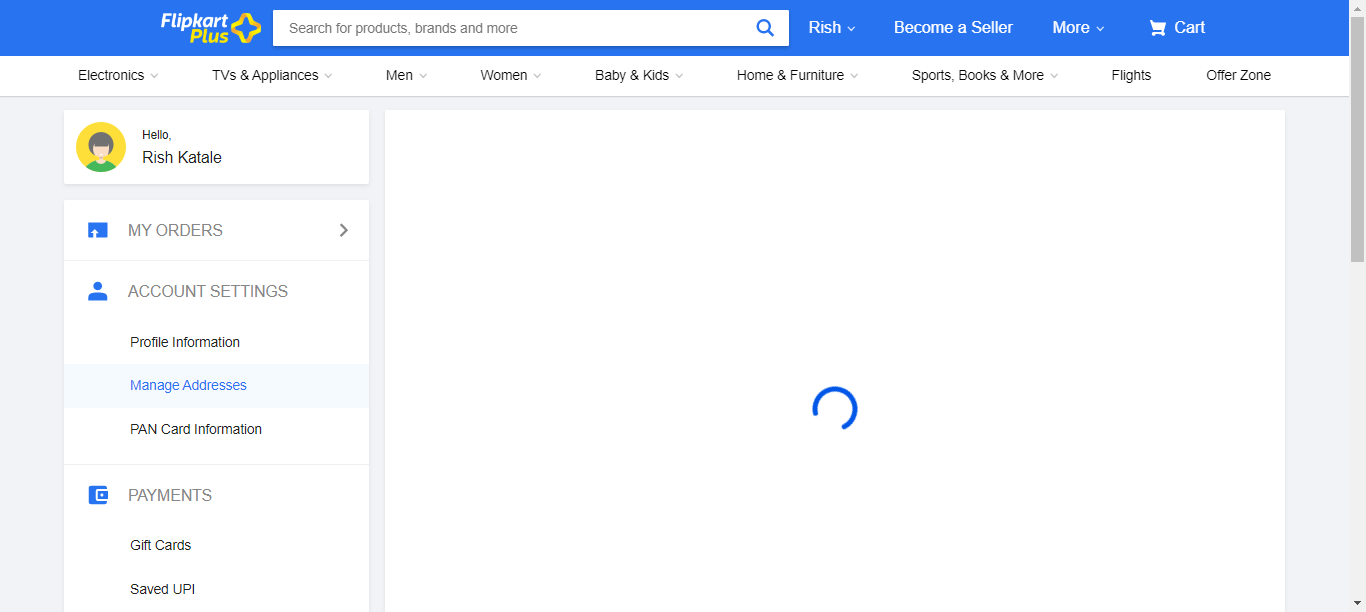 Flipkart
Plus
Search for products, brands and more
Rish
Become a Seller
More
Cart
Electronics
TVs & Appliances
Men
Women
Baby & Kids
Home & Furniture
Sports, Books & More
Flights
Offer Zone
Hello,
Rish Katale
MY ORDERS
ACCOUNT SETTINGS
Profile Information
Manage Addresses
PAN Card Information
PAYMENTS
Gift Cards
Saved UPI